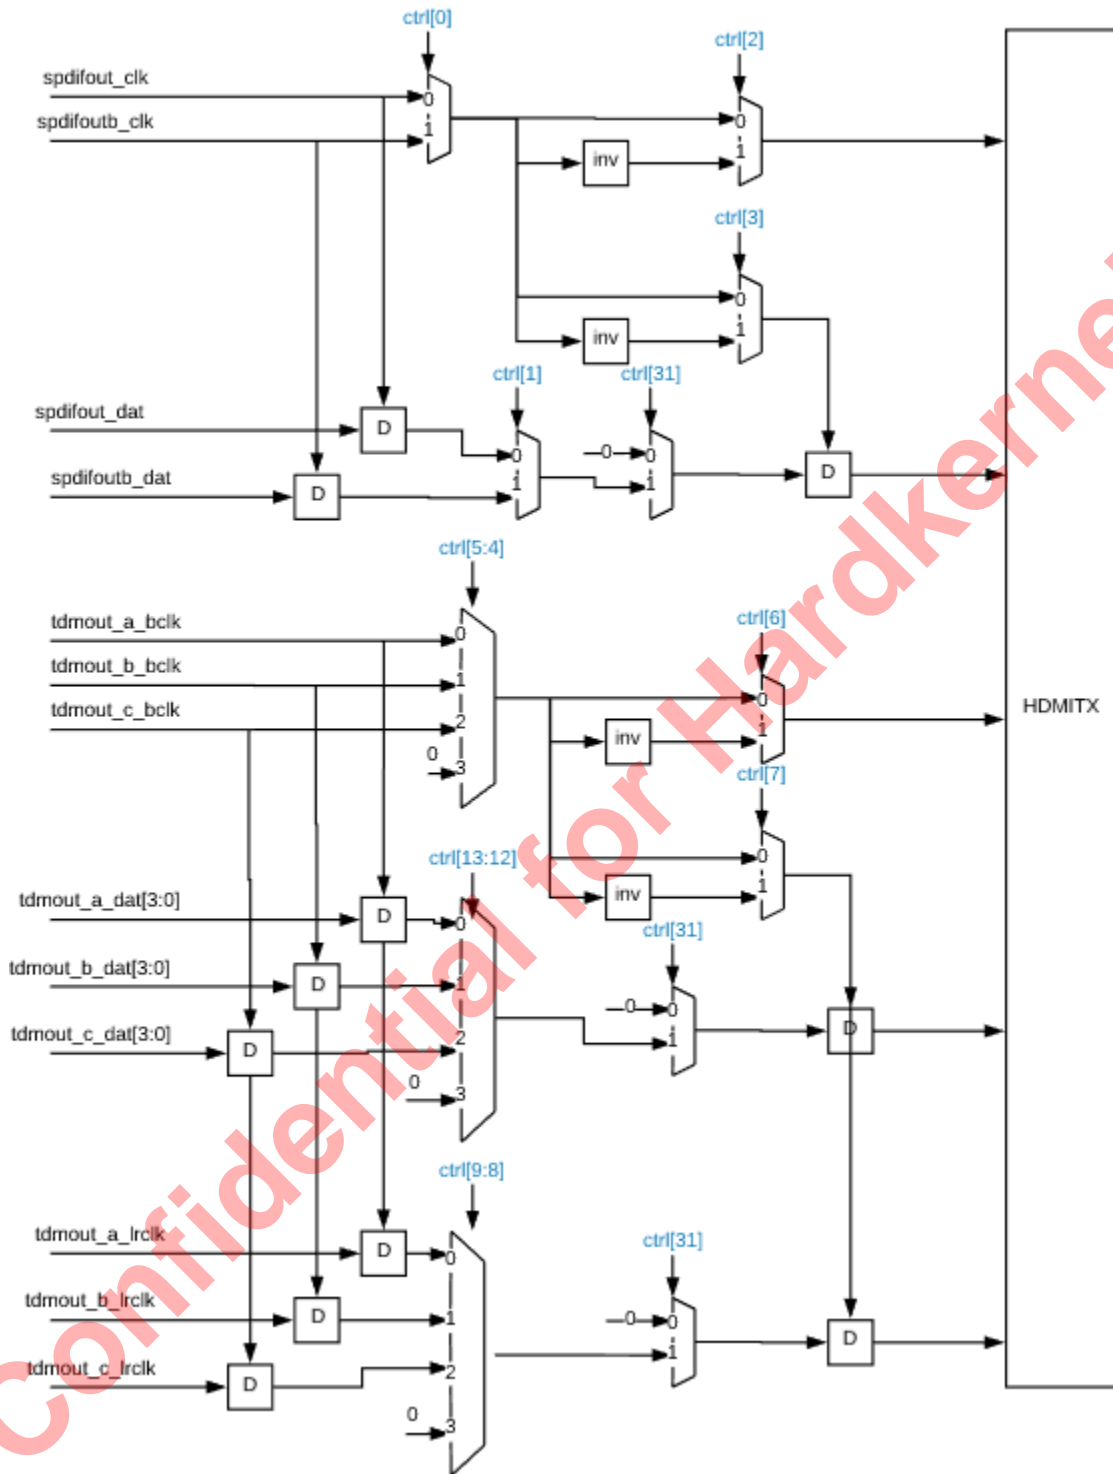 ctrl[0]
ctrl[2]
spdifout_clk
0
spdifoutb_clk
1
0
1
inv
ctrl[3]
0
1
inv
ctrl[1]
ctrl[31]
spdifout_dat
D
0
0
0
spdifoutb_dat
D
1
1
D
ctrl[5:4]
tdmout_a_bclk
0
ctrl[6]
tdmout_b_bclk
1
tdmout_c_bclk
2
0
1
inv
HDMITX
0
3
ctrl[7]
ctrl[13:12]
0
1
inv
tdmout_a_dat[3:0]
D
0
ctrl[31]
tdmout_b_dat[3:0]
D
1
0
0
tdmout_c_dat[3:0]
D
2
1
D
0
3
ctrl[9:8]
tdmout_a_lrclk
D
0
ctrl[31]
tdmout_b_lrclk
D
1
0
0
tdmout_c_lrclk
D
2
1
D
0
3
Confidential for Hardkerne